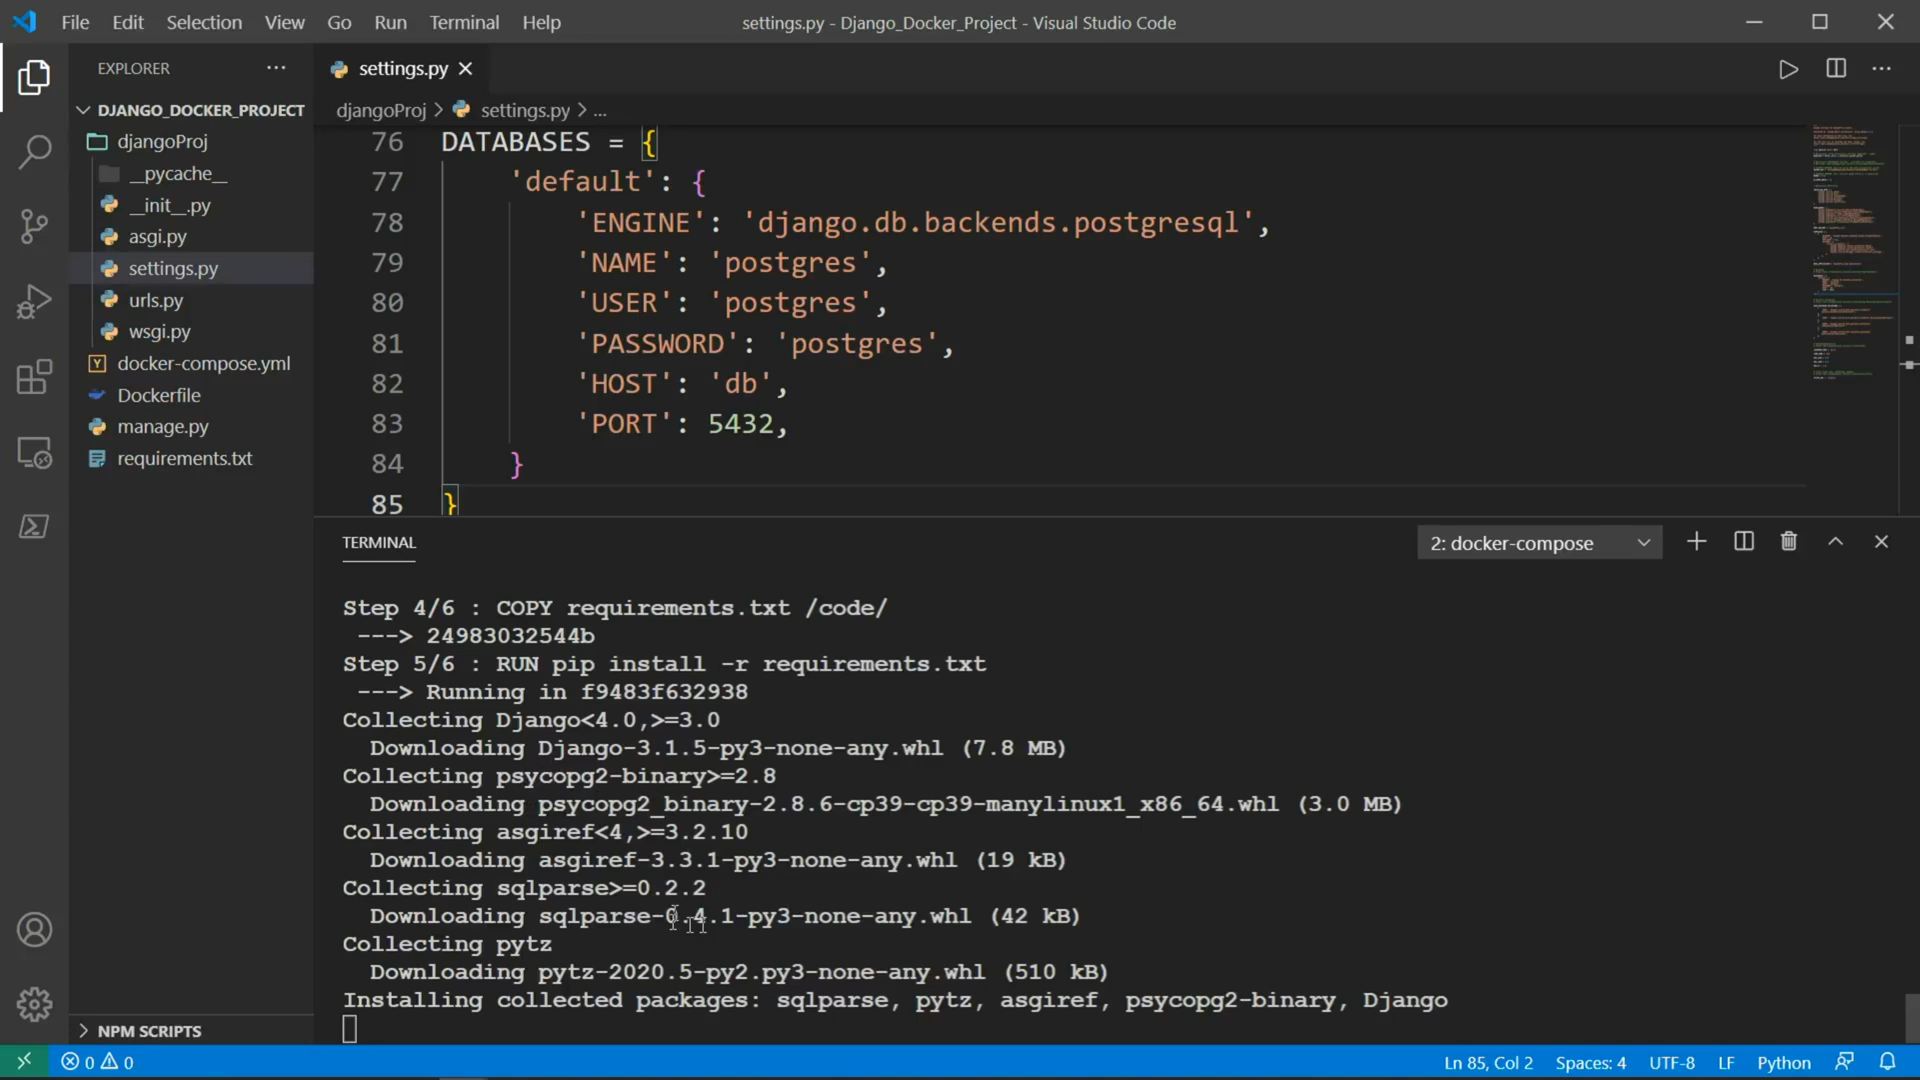 File Edit Selection View Go Run Terminal Help
settings.py - Django_Docker_Project - Visual Studio Code
EXPLORER
DJANGO_DOCKER_PROJECT
djangoProj
__pycache__
__init__.py
asgi.py
settings.py
urls.py
wsgi.py
docker-compose.yml
Dockerfile
manage.py
requirements.txt
NPM SCRIPTS
settings.py
djangoProj > settings.py > ...
76 DATABASES = {
77 'default': {
78 'ENGINE': 'django.db.backends.postgresql',
79 'NAME': 'postgres',
80 'USER': 'postgres',
81 'PASSWORD': 'postgres',
82 'HOST': 'db',
83 'PORT': 5432,
84 }
85 }
TERMINAL
2: docker-compose
Step 4/6 : COPY requirements.txt /code/
---> 24983032544b
Step 5/6 : RUN pip install -r requirements.txt
---> Running in f9483f632938
Collecting Django<4.0,>=3.0
Downloading Django-3.1.5-py3-none-any.whl (7.8 MB)
Collecting psycopg2-binary>=2.8
Downloading psycopg2_binary-2.8.6-cp39-cp39-manylinux1_x86_64.whl (3.0 MB)
Collecting asgiref<4,>=3.2.10
Downloading asgiref-3.3.1-py3-none-any.whl (19 kB)
Collecting sqlparse>=0.2.2
Downloading sqlparse-0.4.1-py3-none-any.whl (42 kB)
Collecting pytz
Downloading pytz-2020.5-py2.py3-none-any.whl (510 kB)
Installing collected packages: sqlparse, pytz, asgiref, psycopg2-binary, Django
0 0
Ln 85, Col 2 Spaces: 4 UTF-8 LF Python